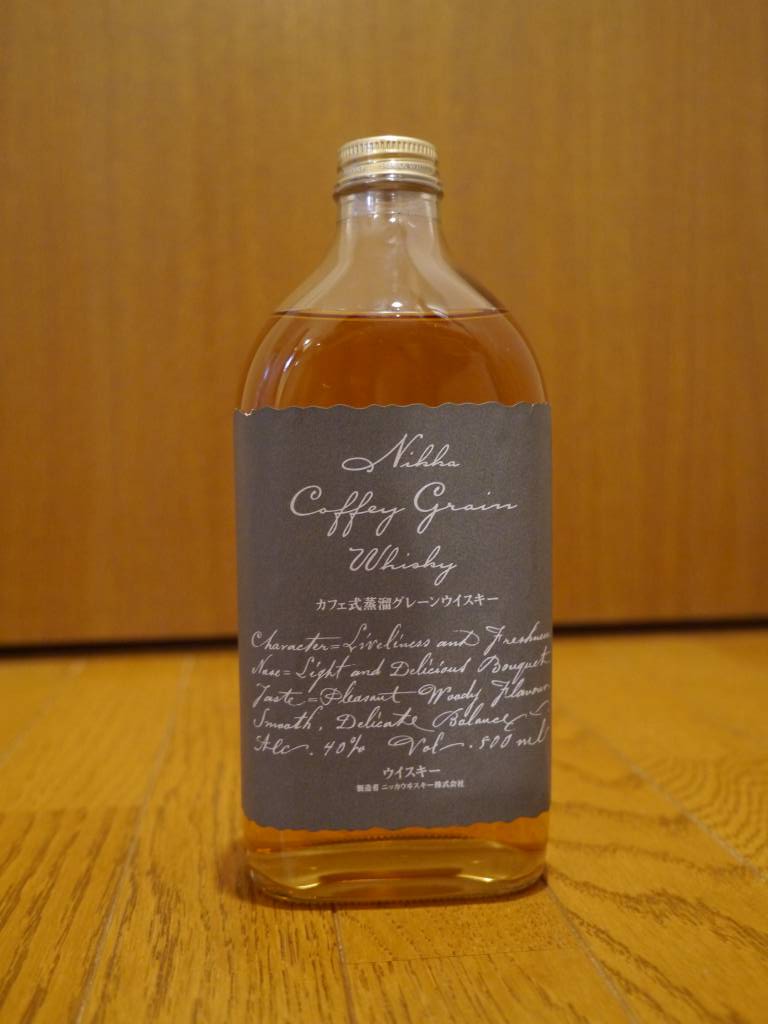 Nikka
Coffey Grain
Whisky
カフェ式蒸溜グレーンウイスキー
Character=Liveliness and Freshness
Nose=Light and Delicious Bouquet
Taste=Pleasant Woody Flavour
Smooth, Delicate Balance
Alc. 40% Vol. 500ml
ウイスキー
製造者 ニッカウヰスキー株式会社